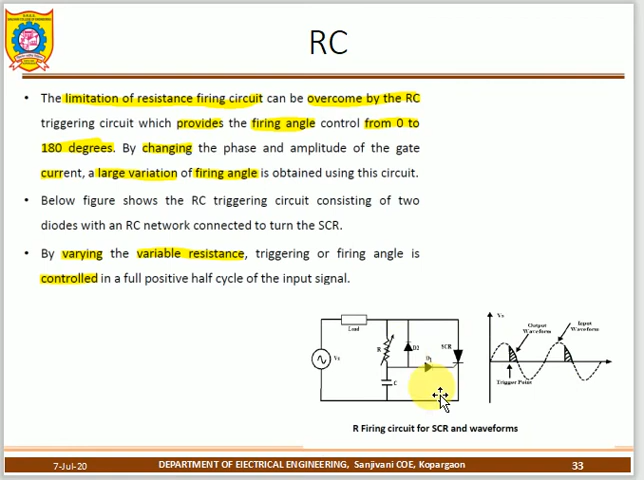 RC
• The limitation of resistance firing circuit can be overcome by the RC
triggering circuit which provides the firing angle control from 0 to
180 degrees. By changing the phase and amplitude of the gate
current, a large variation of firing angle is obtained using this circuit.
• Below figure shows the RC triggering circuit consisting of two
diodes with an RC network connected to turn the SCR.
• By varying the variable resistance, triggering or firing angle is
controlled in a full positive half cycle of the input signal.
Load
R
D2
SCR
D1
Vs
C
Vs
Output
Waveform
Input
Waveform
Trigger Point
R Firing circuit for SCR and waveforms
7-Jul-20
DEPARTMENT OF ELECTRICAL ENGINEERING, Sanjivani COE, Kopargaon
33